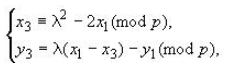 x₃ ≡ λ² − 2x₁(mod p),
y₃ = λ(x₁ − x₃) − y₁(mod p),